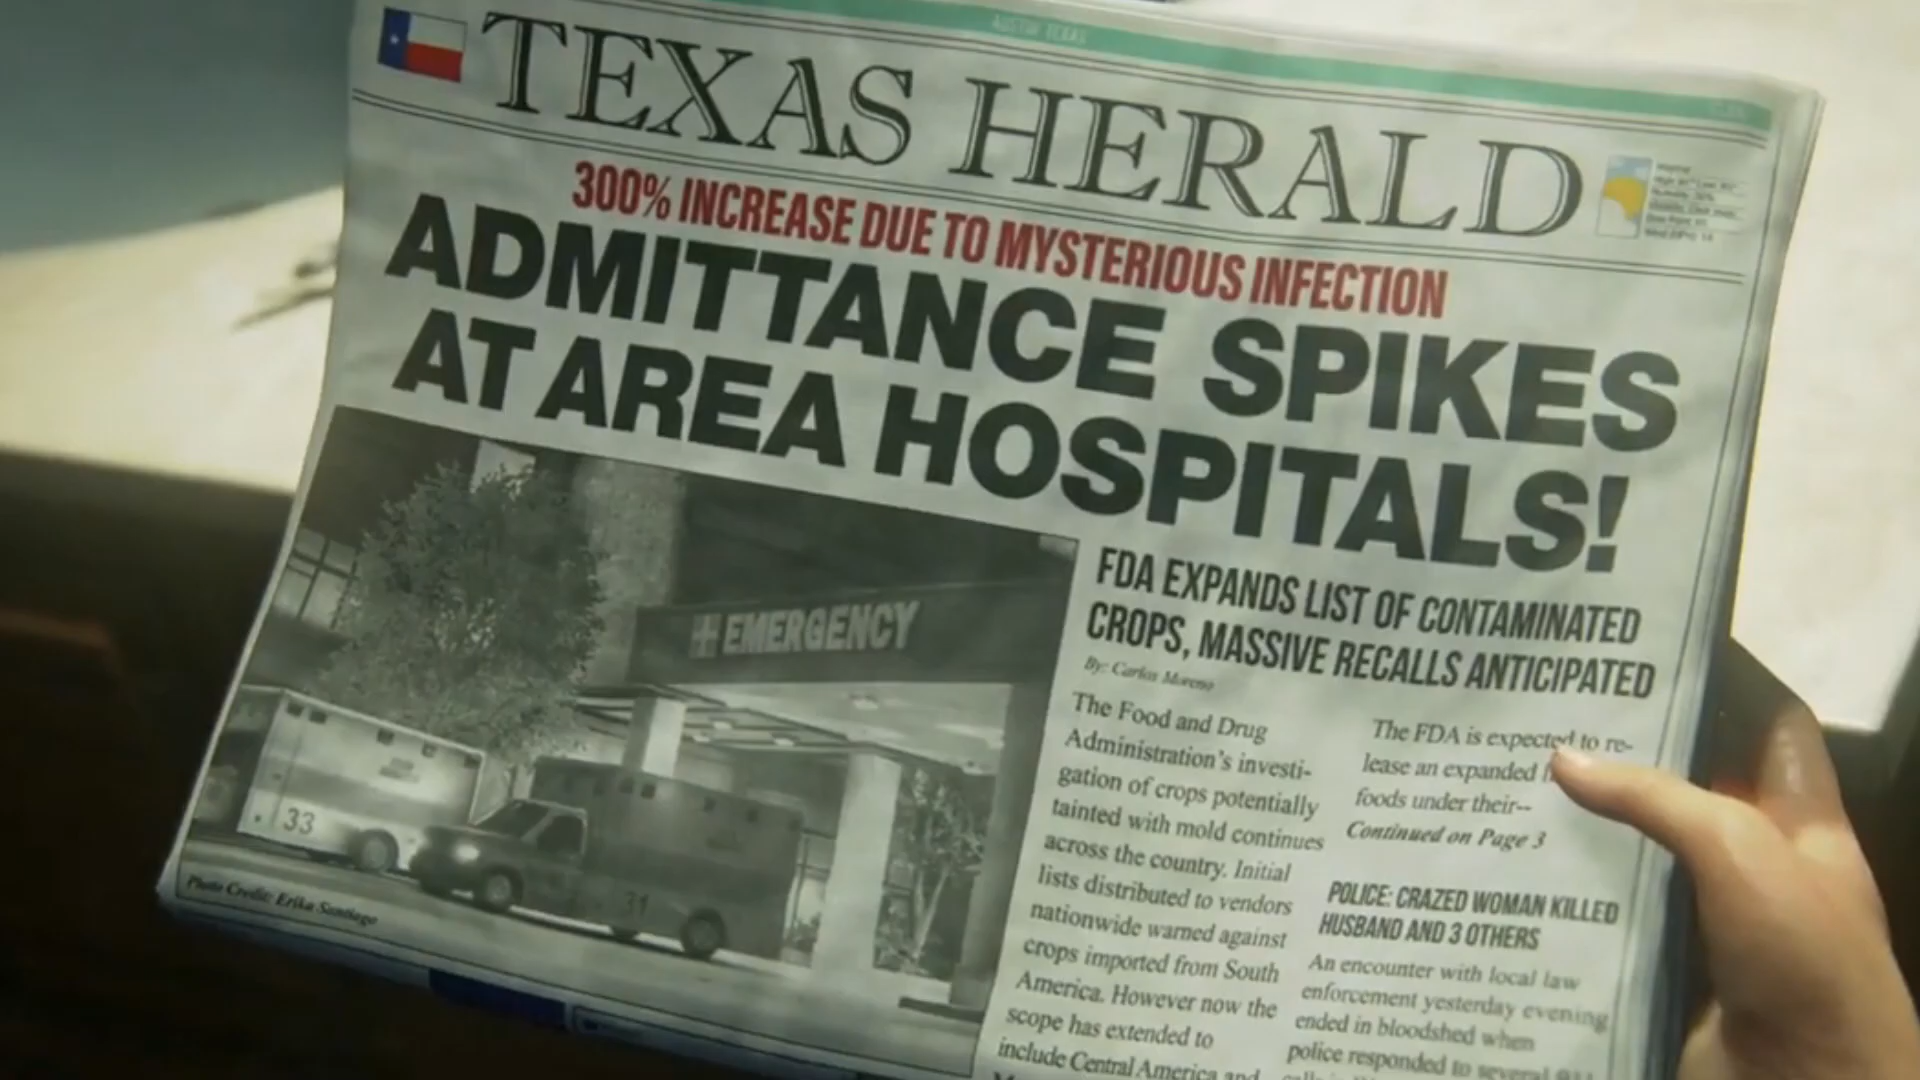 AUSTIN TEXAS
TEXAS HERALD
300% INCREASE DUE TO MYSTERIOUS INFECTION
ADMITTANCE SPIKES
AT AREA HOSPITALS!
EMERGENCY
33
31
Photo Credit: Erika Santiago
FDA EXPANDS LIST OF CONTAMINATED
CROPS, MASSIVE RECALLS ANTICIPATED
By: Carlos Moreno
The Food and Drug
Administration's investi-
gation of crops potentially
tainted with mold continues
across the country. Initial
lists distributed to vendors
nationwide warned against
crops imported from South
America. However now the
scope has extended to
include Central America and
The FDA is expected to re-
lease an expanded
foods under their--
Continued on Page 3
POLICE: CRAZED WOMAN KILLED
HUSBAND AND 3 OTHERS
An encounter with local law
enforcement yesterday evening
ended in bloodshed when
police responded to several 911